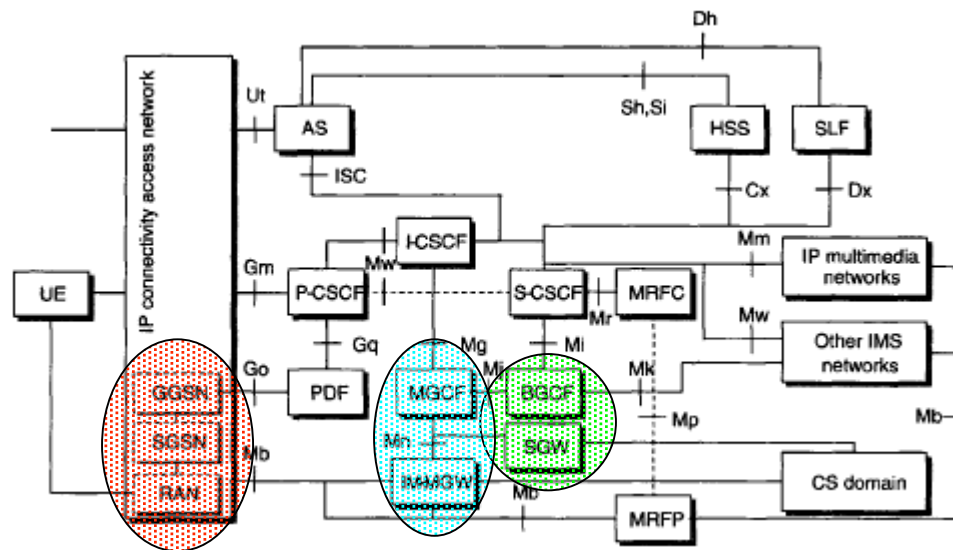 Dh
Ut
Sh,Si
AS
HSS
SLF
ISC
Cx
Dx
IP connectivity access network
I-CSCF
Mm
IP multimedia
networks
Gm
Mw
UE
P-CSCF
S-CSCF
MRFC
Mr
Mw
Other IMS
networks
Gq
Mg
Mi
Go
Mj
Mk
GGSN
PDF
MGCF
BGCF
Mp
Mb
SGSN
Mn
SGW
Mb
RAN
IM-MGW
CS domain
Mb
MRFP